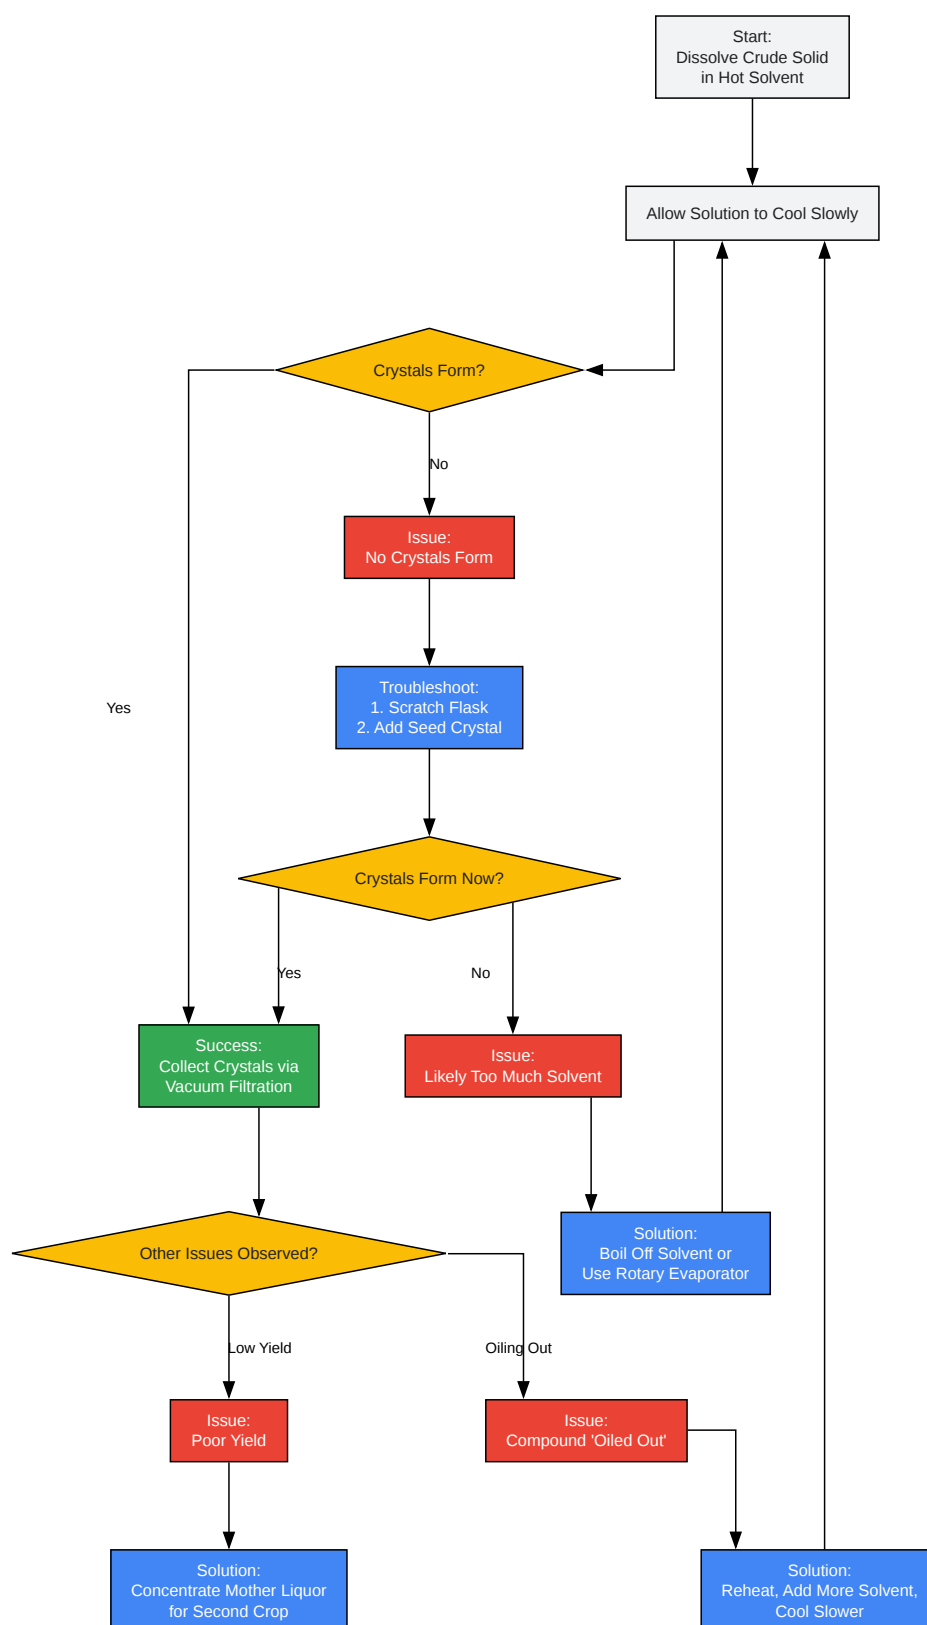 Start:
Dissolve Crude Solid
in Hot Solvent
Allow Solution to Cool Slowly
Crystals Form?
No
Issue:
No Crystals Form
Troubleshoot:
1. Scratch Flask
2. Add Seed Crystal
Yes
Crystals Form Now?
Yes
No
Success:
Collect Crystals via
Vacuum Filtration
Issue:
Likely Too Much Solvent
Solution:
Boil Off Solvent or
Use Rotary Evaporator
Other Issues Observed?
Low Yield
Oiling Out
Issue:
Poor Yield
Issue:
Compound 'Oiled Out'
Solution:
Concentrate Mother Liquor
for Second Crop
Solution:
Reheat, Add More Solvent,
Cool Slower